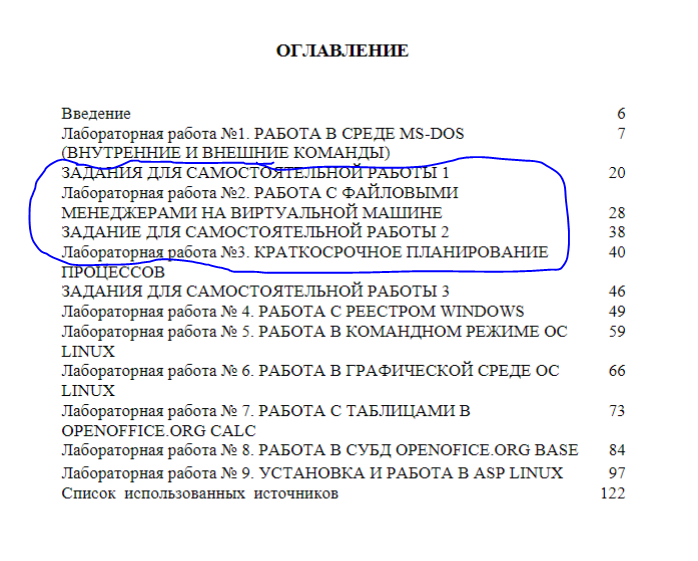 ОГЛАВЛЕНИЕ
Введение 6
Лабораторная работа №1. РАБОТА В СРЕДЕ MS-DOS 7
(ВНУТРЕННИЕ И ВНЕШНИЕ КОМАНДЫ)
ЗАДАНИЯ ДЛЯ САМОСТОЯТЕЛЬНОЙ РАБОТЫ 1 20
Лабораторная работа №2. РАБОТА С ФАЙЛОВЫМИ
МЕНЕДЖЕРАМИ НА ВИРТУАЛЬНОЙ МАШИНЕ 28
ЗАДАНИЕ ДЛЯ САМОСТОЯТЕЛЬНОЙ РАБОТЫ 2 38
Лабораторная работа №3. КРАТКОСРОЧНОЕ ПЛАНИРОВАНИЕ 40
ПРОЦЕССОВ
ЗАДАНИЯ ДЛЯ САМОСТОЯТЕЛЬНОЙ РАБОТЫ 3 46
Лабораторная работа № 4. РАБОТА С РЕЕСТРОМ WINDOWS 49
Лабораторная работа № 5. РАБОТА В КОМАНДНОМ РЕЖИМЕ ОС 59
LINUX
Лабораторная работа № 6. РАБОТА В ГРАФИЧЕСКОЙ СРЕДЕ ОС 66
LINUX
Лабораторная работа № 7. РАБОТА С ТАБЛИЦАМИ В 73
OPENOFFICE.ORG CALC
Лабораторная работа № 8. РАБОТА В СУБД OPENOFICE.ORG BASE 84
Лабораторная работа № 9. УСТАНОВКА И РАБОТА В ASP LINUX 97
Список использованных источников 122